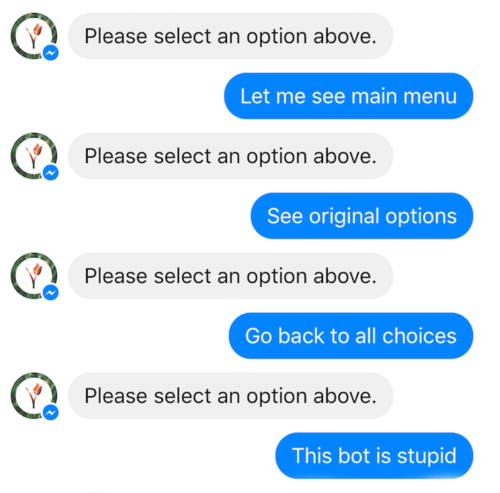 Please select an option above.
Let me see main menu
Please select an option above.
See original options
Please select an option above.
Go back to all choices
Please select an option above.
This bot is stupid